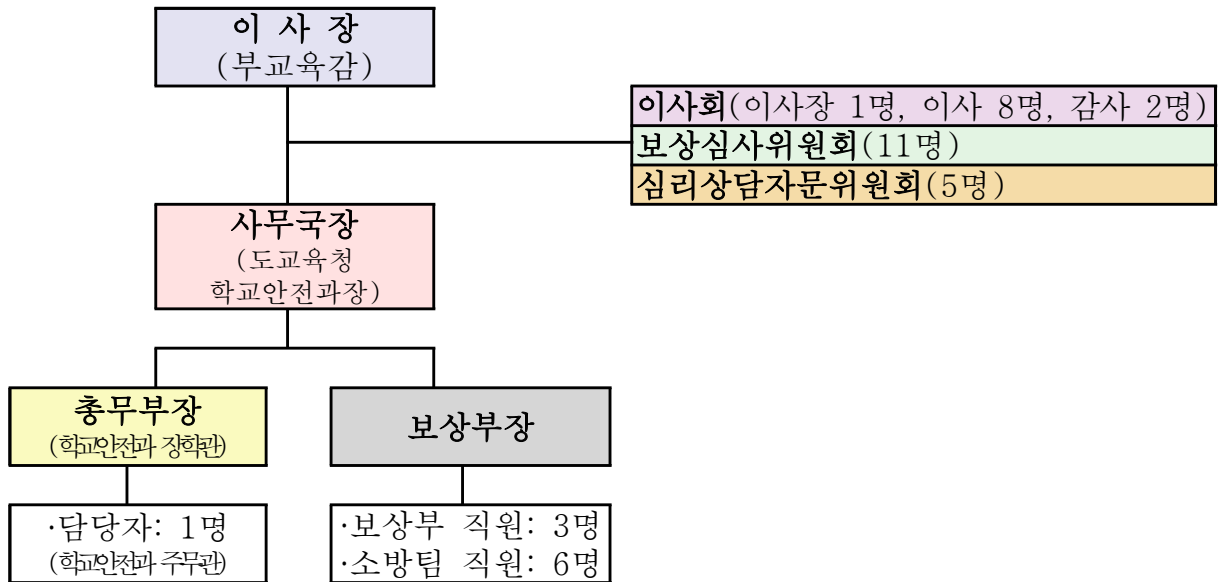 이 사 장
(부교육감)
이사회(이사장 1명, 이사 8명, 감사 2명)
보상심사위원회(11명)
심리상담자문위원회(5명)
사무국장
(도교육청
학교안전과장)
총무부장
(학교안전과 장학관)
보상부장
·담당자: 1명
(학교안전과 주무관)
·보상부 직원: 3명
·소방팀 직원: 6명